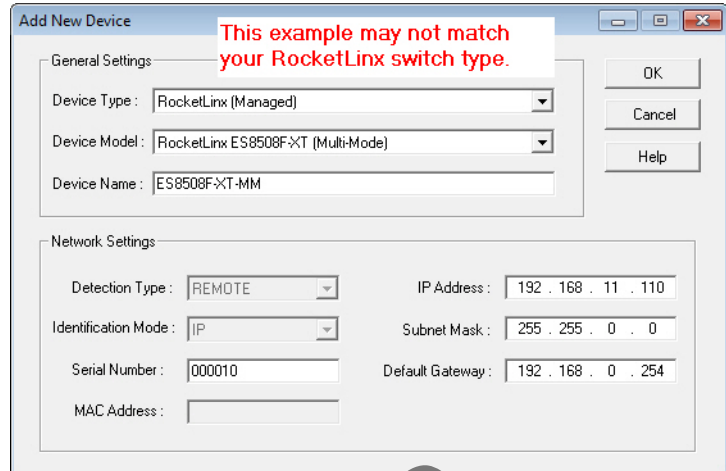 Add New Device
This example may not match
your RocketLinx switch type.
General Settings
Device Type : RocketLinx (Managed)
Device Model : RocketLinx ES8508F-XT (Multi-Mode)
Device Name : ES8508F-XT-MM
OK
Cancel
Help
Network Settings
Detection Type : REMOTE
IP Address : 192 . 168 . 11 . 110
Identification Mode : IP
Subnet Mask : 255 . 255 . 0 . 0
Serial Number : 000010
Default Gateway : 192 . 168 . 0 . 254
MAC Address :